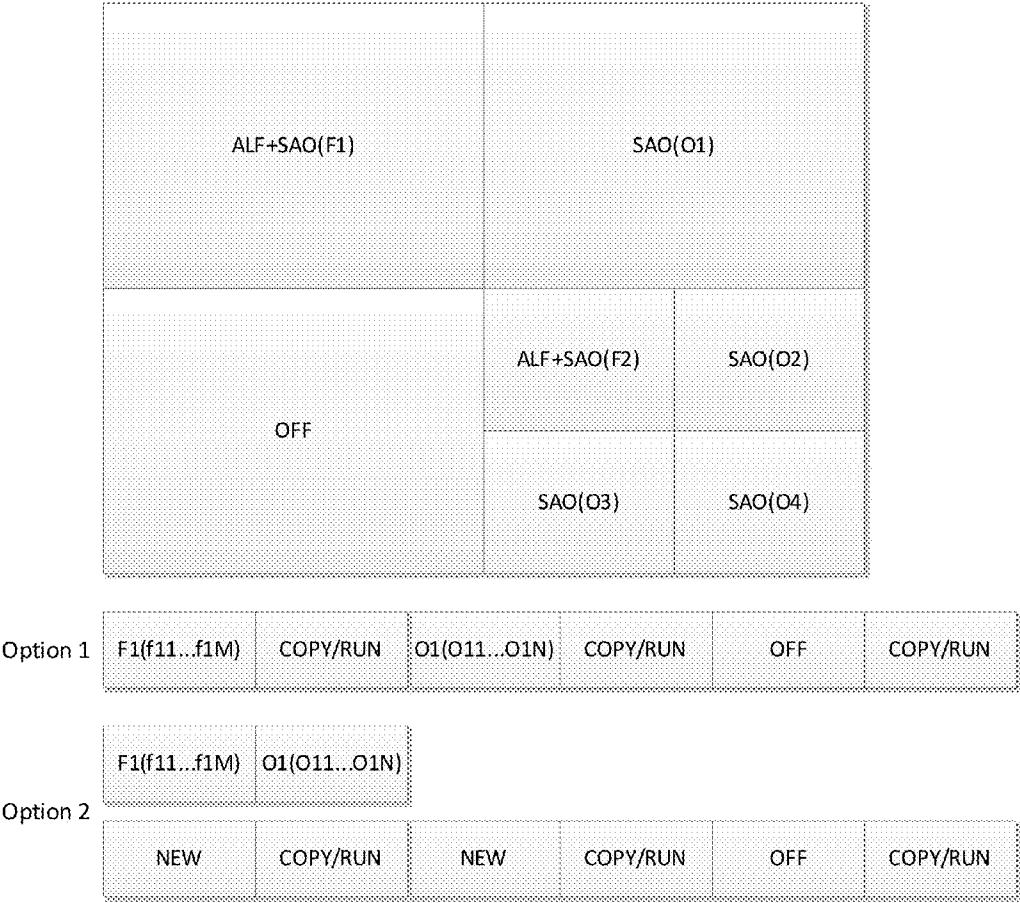 ALF+SAO(F1)
SAO(O1)
ALF+SAO(F2)
SAO(O2)
OFF
SAO(O3)
SAO(O4)
Option 1
F1(f11...f1M)
COPY/RUN
O1(O11...O1N)
COPY/RUN
OFF
COPY/RUN
Option 2
F1(f11...f1M)
O1(O11...O1N)
NEW
COPY/RUN
NEW
COPY/RUN
OFF
COPY/RUN